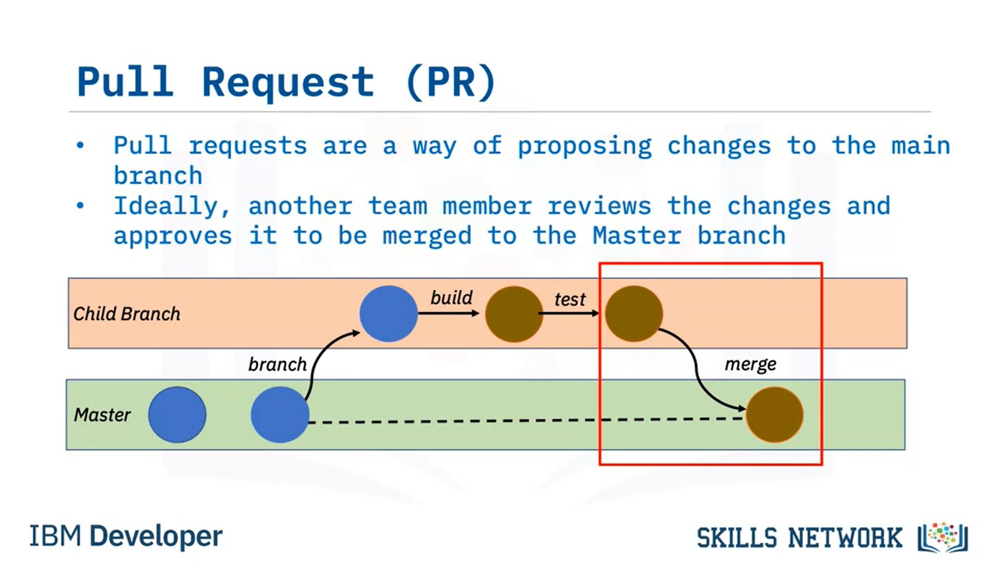 Pull Request (PR)
• Pull requests are a way of proposing changes to the main
branch
• Ideally, another team member reviews the changes and
approves it to be merged to the Master branch
build
test
Child Branch
branch
merge
Master
IBM Developer
SKILLS NETWORK